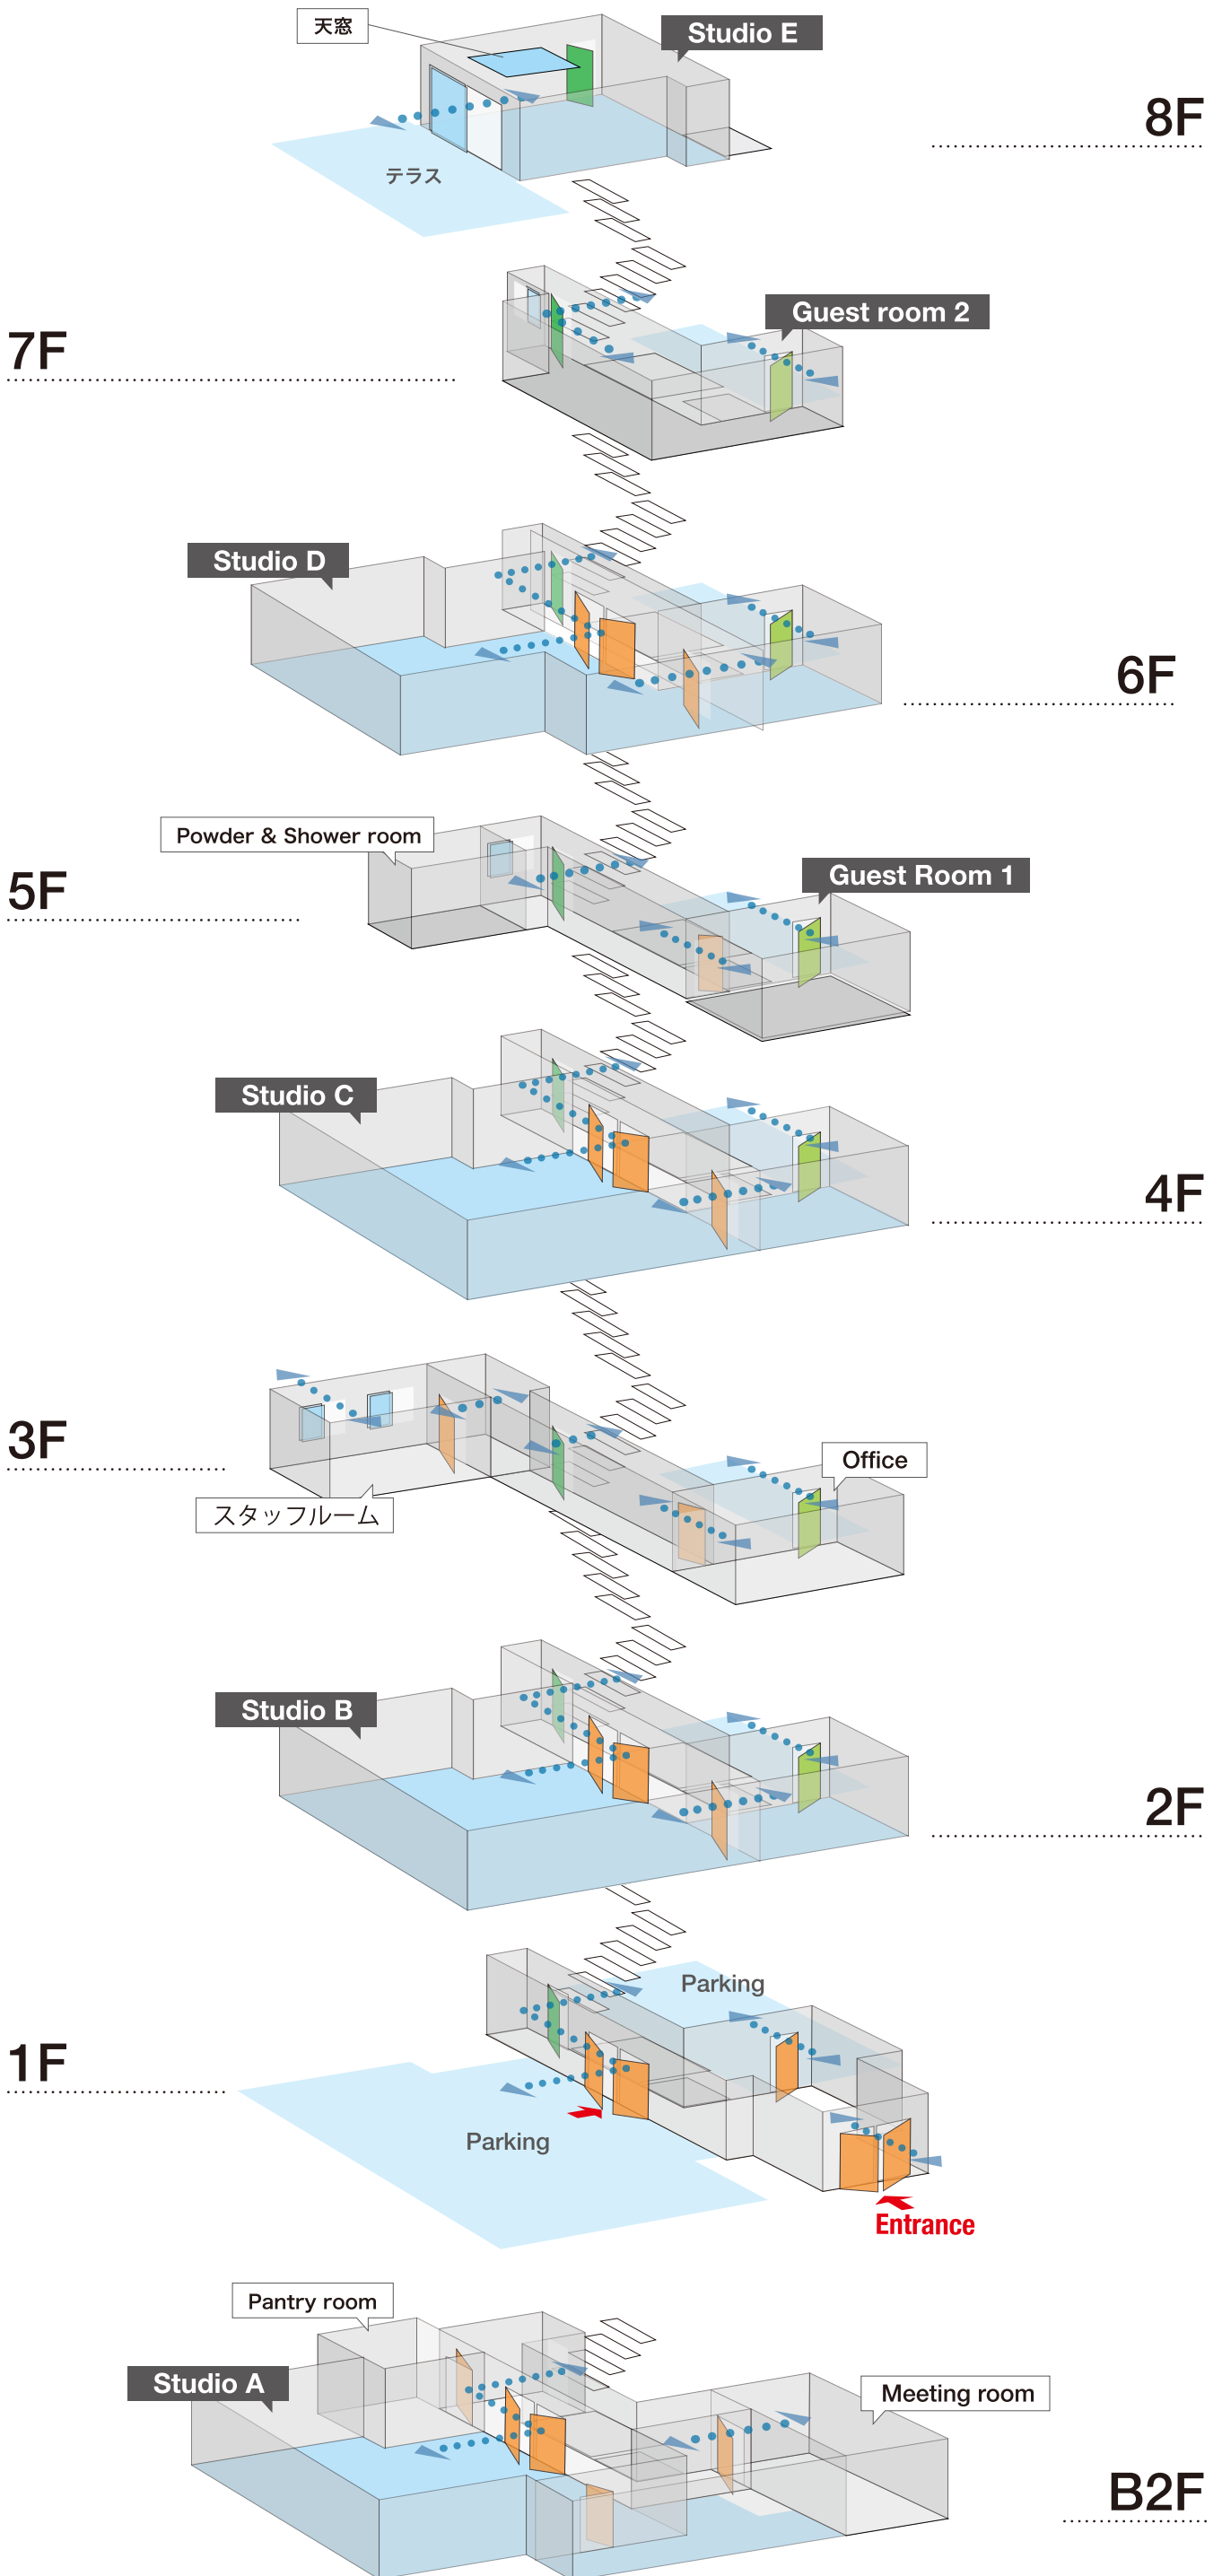 天窓
Studio E
8F
テラス
Guest room 2
7F
Studio D
6F
Powder & Shower room
Guest Room 1
5F
Studio C
4F
3F
Office
スタッフルーム
Studio B
2F
Parking
1F
Parking
Entrance
Pantry room
Studio A
Meeting room
B2F